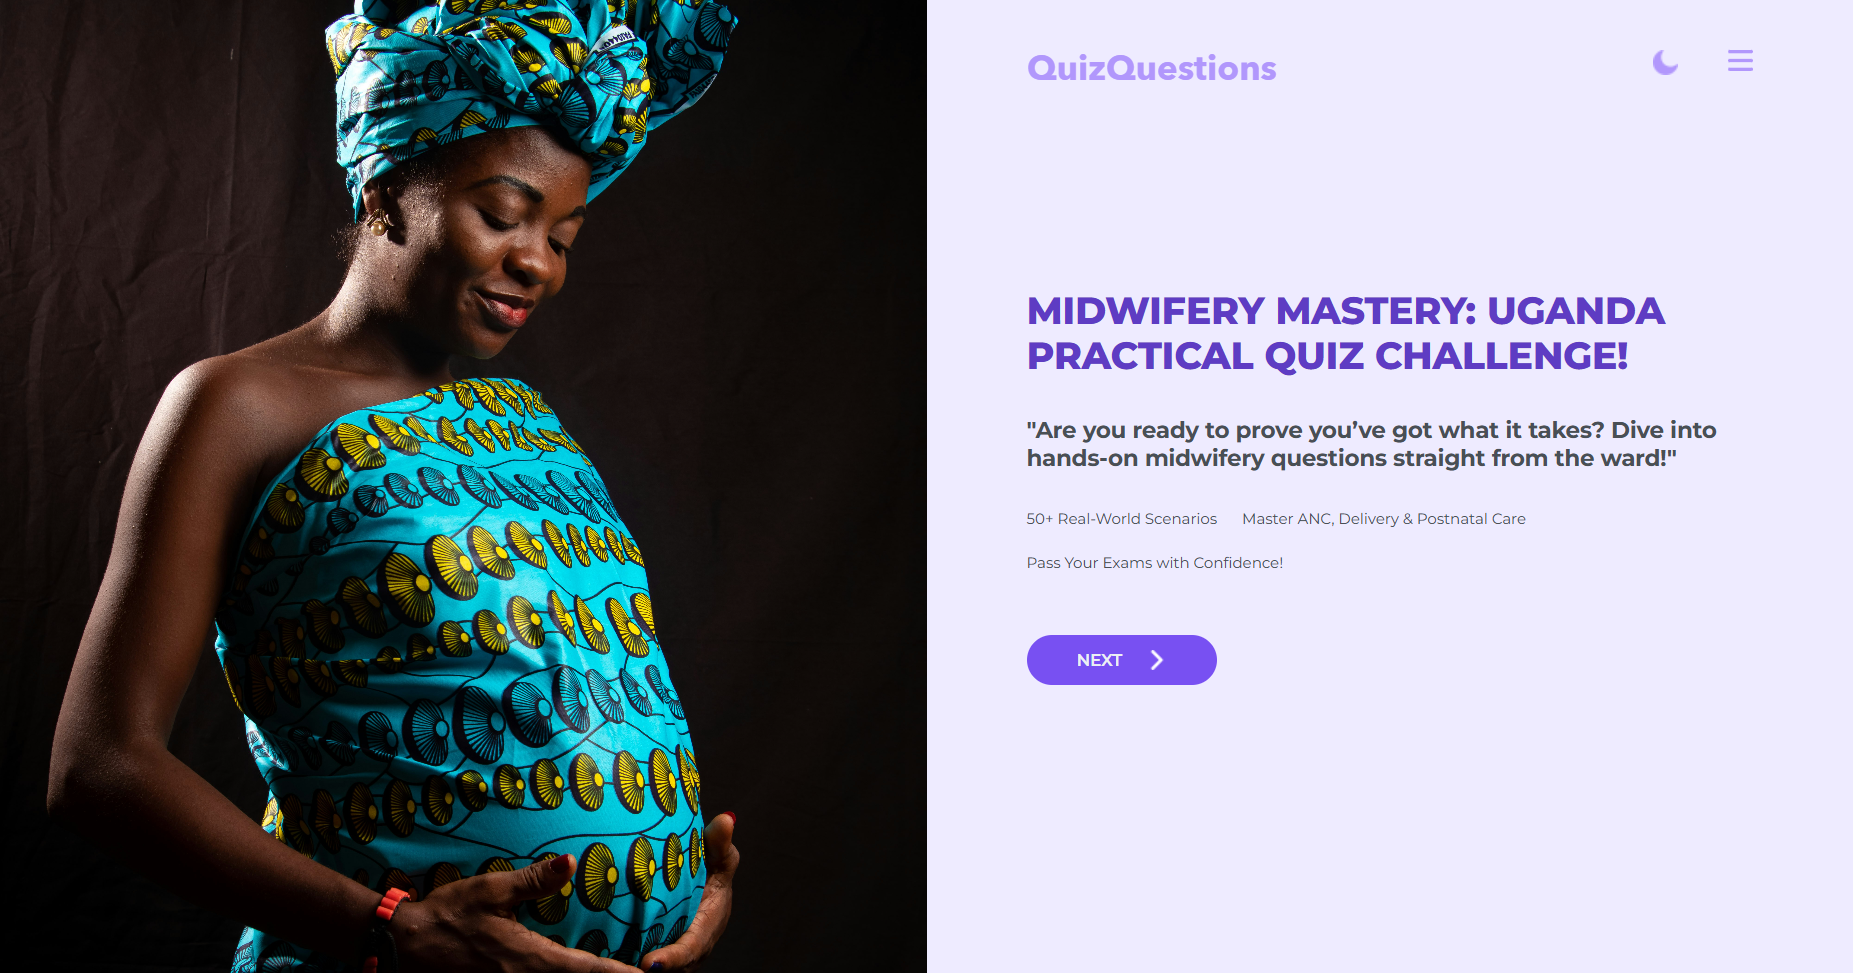 QuizQuestions
MIDWIFERY MASTERY: UGANDA
PRACTICAL QUIZ CHALLENGE!
"Are you ready to prove you’ve got what it takes? Dive into
hands-on midwifery questions straight from the ward!"
50+ Real-World Scenarios Master ANC, Delivery & Postnatal Care
Pass Your Exams with Confidence!
NEXT